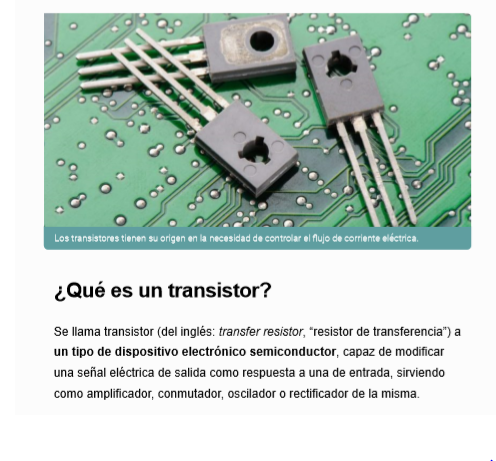 Los transistores tienen su origen en la necesidad de controlar el flujo de corriente eléctrica.
¿Qué es un transistor?
Se llama transistor (del inglés: transfer resistor, “resistor de transferencia”) a
un tipo de dispositivo electrónico semiconductor, capaz de modificar
una señal eléctrica de salida como respuesta a una de entrada, sirviendo
como amplificador, conmutador, oscilador o rectificador de la misma.